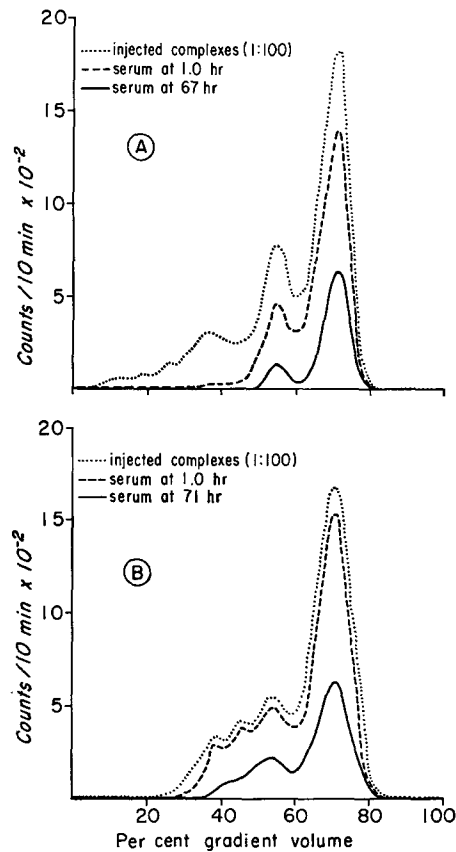 20
15
10
5
Counts/10 min x 10-2
injected complexes (1:100)
serum at 1.0 hr
serum at 67 hr
A
20
15
10
5
Counts/10 min x 10-2
injected complexes (1:100)
serum at 1.0 hr
serum at 71 hr
B
20 40 60 80 100
Per cent gradient volume